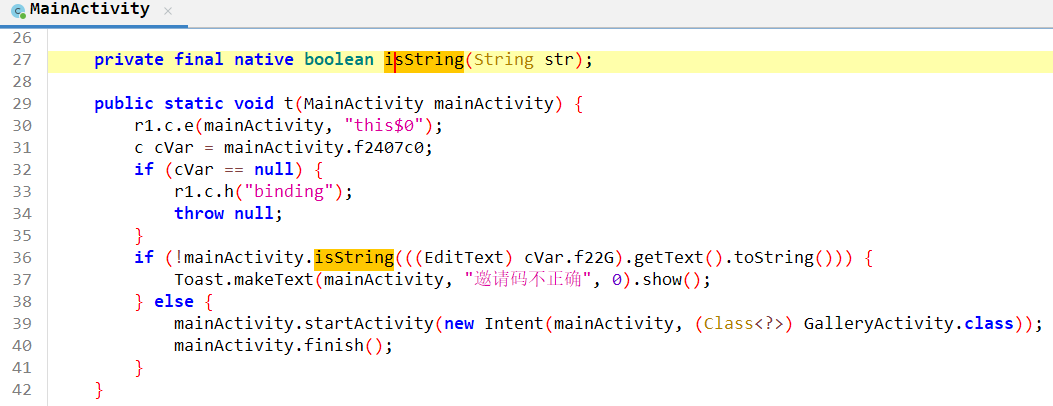 MainActivity
26
27 private final native boolean isString(String str);
28
29 public static void t(MainActivity mainActivity) {
30 r1.c.e(mainActivity, "this$0");
31 c cVar = mainActivity.f2407c0;
32 if (cVar == null) {
33 r1.c.h("binding");
34 throw null;
35 }
36 if (!mainActivity.isString(((EditText) cVar.f22G).getText().toString())) {
37 Toast.makeText(mainActivity, "邀请码不正确", 0).show();
38 } else {
39 mainActivity.startActivity(new Intent(mainActivity, (Class<?>) GalleryActivity.class));
40 mainActivity.finish();
41 }
42 }